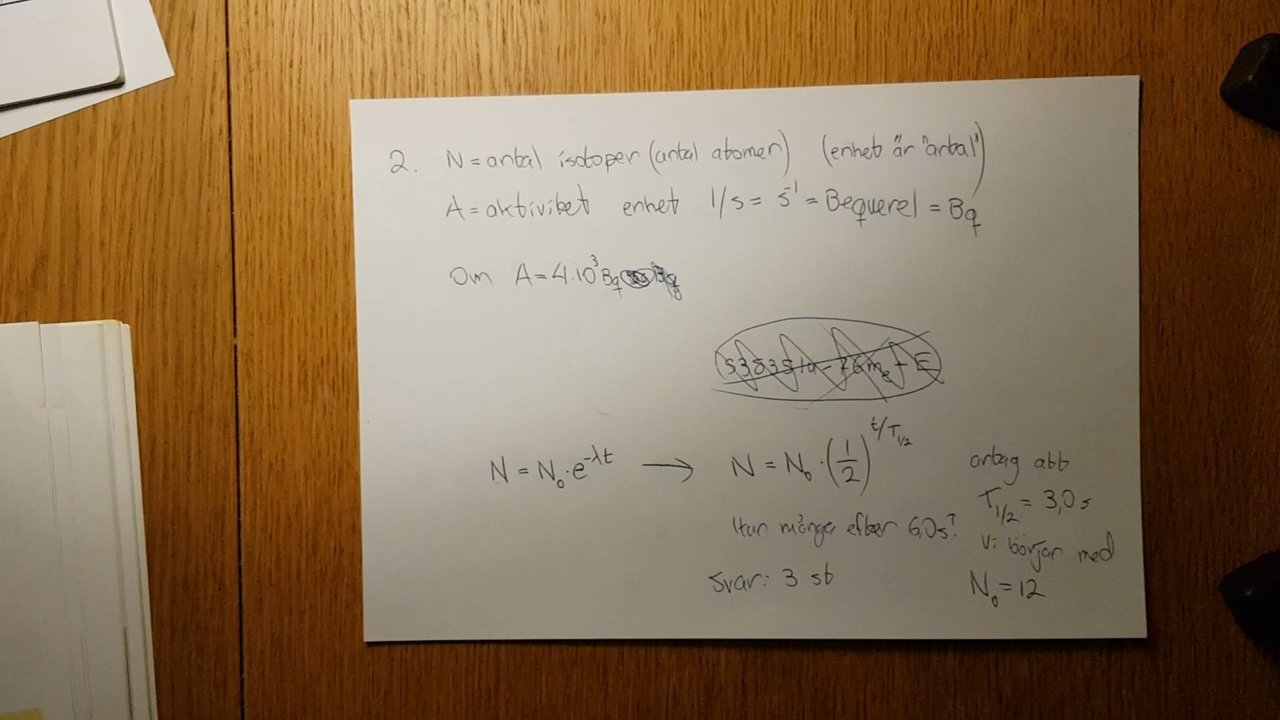 2. N = antal isotoper (antal atomer) (enhet är "antal")
A = aktivitet enhet 1/s = s⁻¹ = Bequerel = Bq
Om A = 4·10³ Bq
N = N₀·e^(-λt) → N = N₀·(1/2)^(t/T₁/₂)
antag att
T₁/₂ = 3,0 s
Hur många efter 6,0s?
Vi börjar med
Svar: 3 st
N₀ = 12